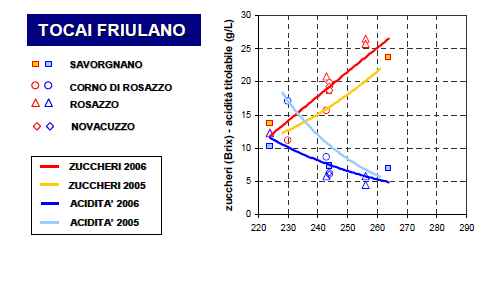 TOCAI FRIULANO
SAVORGNANO
CORNO DI ROSAZZO
ROSAZZO
NOVACUZZO
ZUCCHERI 2006
ZUCCHERI 2005
ACIDITA' 2006
ACIDITA' 2005
zuccheri (Brix) - acidità titolabile (g/L)
30
25
20
15
10
5
0
220 230 240 250 260 270 280 290